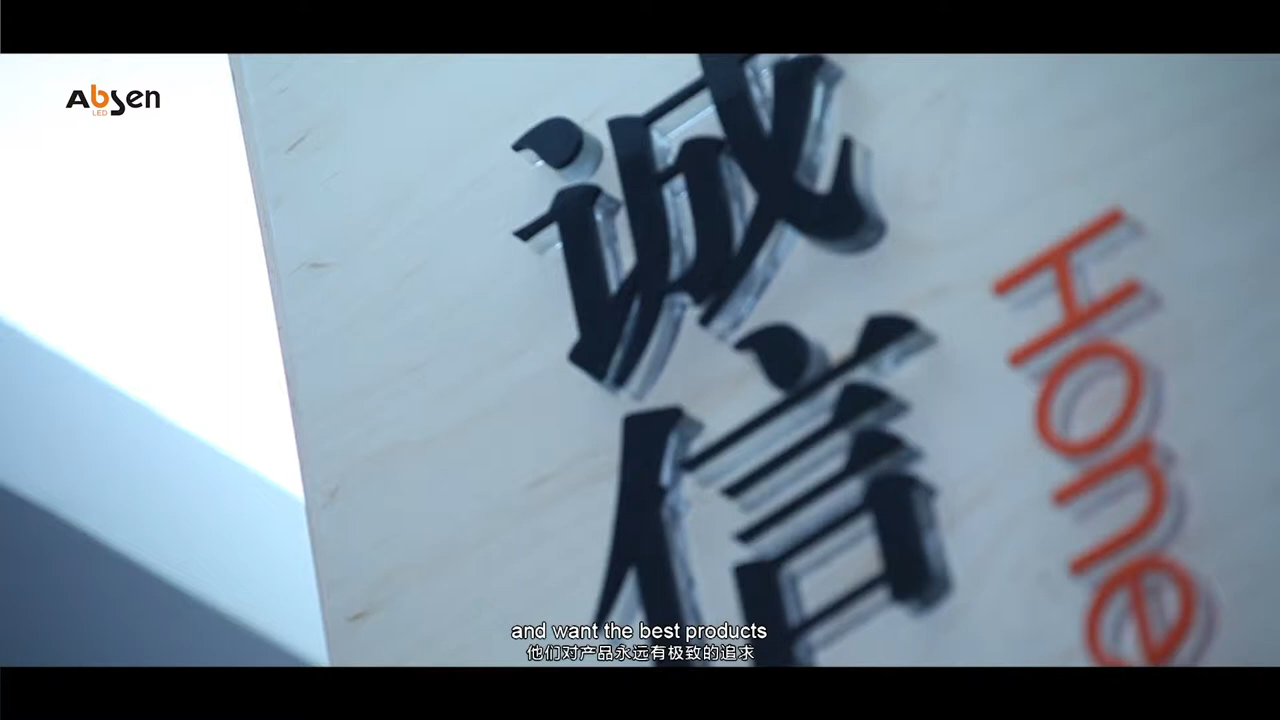 Absen
LED
诚信
Hone
and want the best products
他们对产品永远有极致的追求